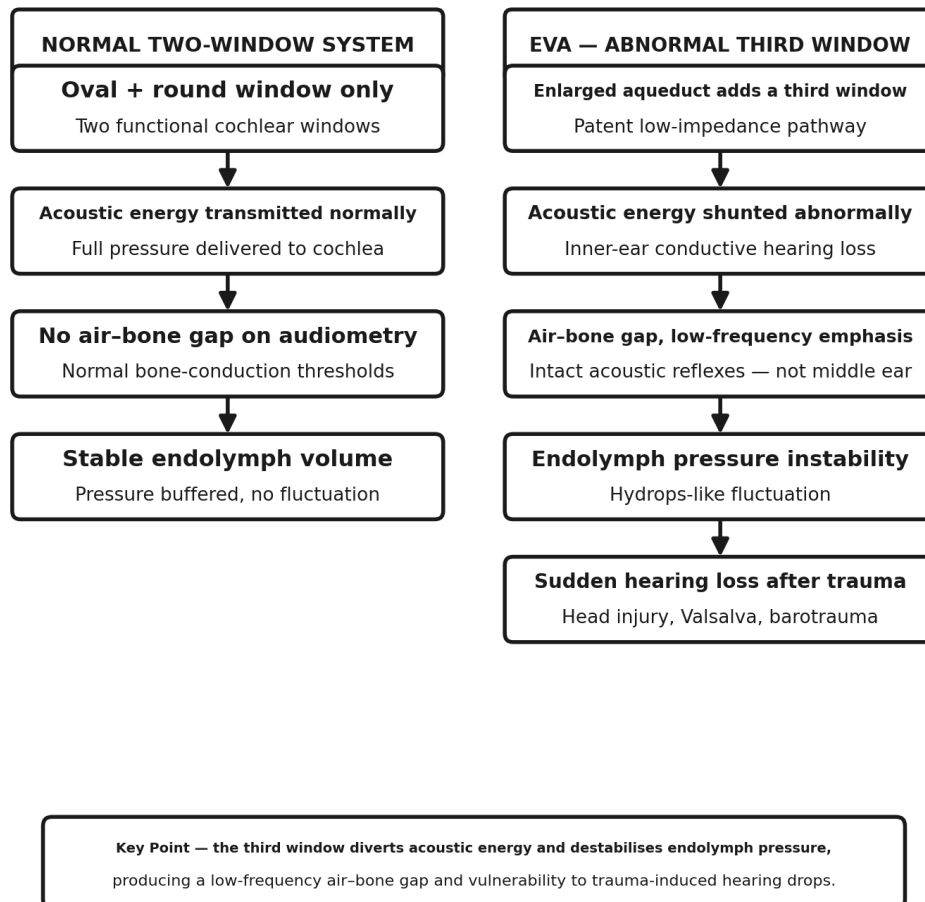 NORMAL TWO-WINDOW SYSTEM
Oval + round window only
Two functional cochlear windows
Acoustic energy transmitted normally
Full pressure delivered to cochlea
No air–bone gap on audiometry
Normal bone-conduction thresholds
Stable endolymph volume
Pressure buffered, no fluctuation
EVA — ABNORMAL THIRD WINDOW
Enlarged aqueduct adds a third window
Patent low-impedance pathway
Acoustic energy shunted abnormally
Inner-ear conductive hearing loss
Air–bone gap, low-frequency emphasis
Intact acoustic reflexes — not middle ear
Endolymph pressure instability
Hydrops-like fluctuation
Sudden hearing loss after trauma
Head injury, Valsalva, barotrauma
Key Point — the third window diverts acoustic energy and destabilises endolymph pressure,
producing a low-frequency air–bone gap and vulnerability to trauma-induced hearing drops.